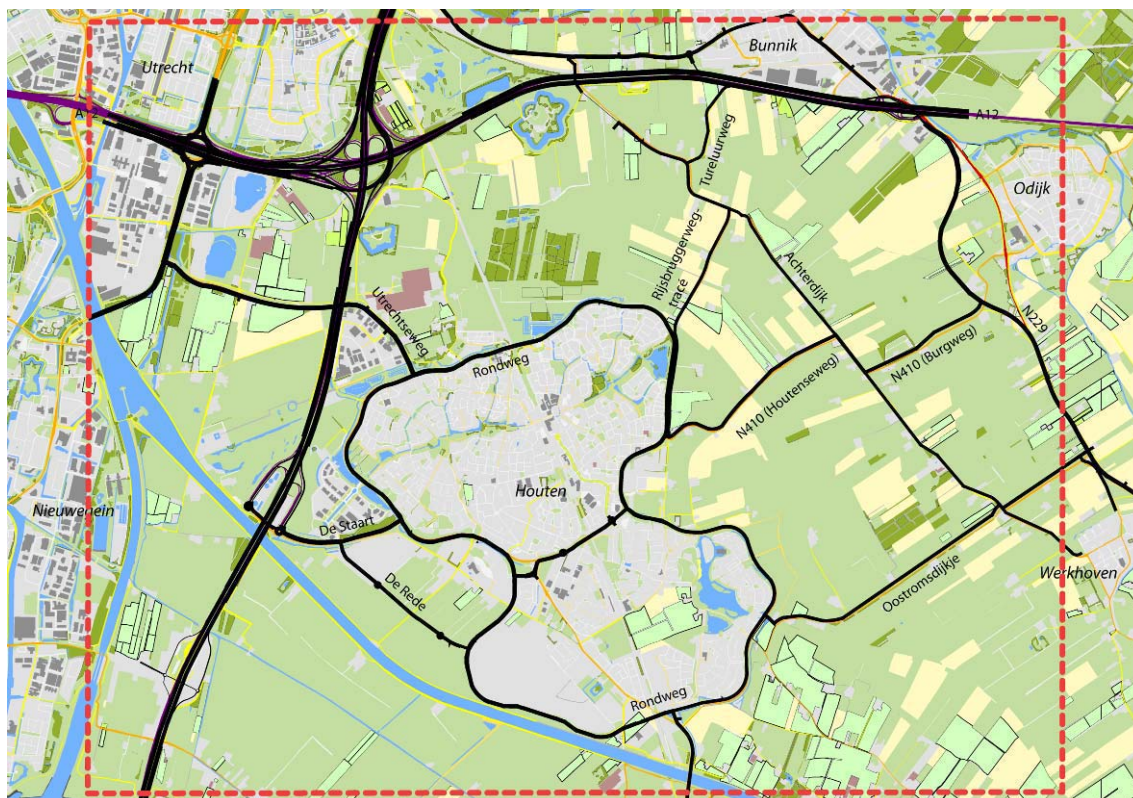 Bunnik
Utrecht
A12
A12
Tureluurweg
Odijk
Rijsbruggerweg-
tracé
Achterdijk
Utrechtseweg
N229
Rondweg
N410 (Burgweg)
N410 (Houtenseweg)
Houten
Nieuwegein
De Staart
Werkhoven
De Rede
Oostromsdijkje
Rondweg